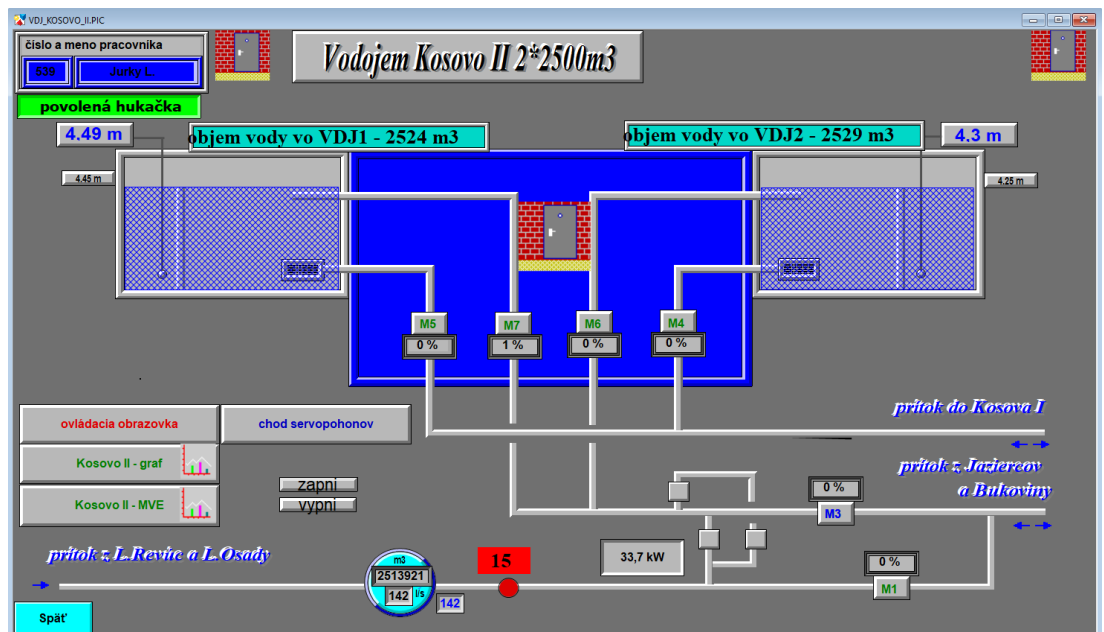 VDJ_KOSOVO_II.PIC
číslo a meno pracovníka
539 Jurky L.
povolená hukačka
Vodojem Kosovo II 2*2500m3
4.49 m
objem vody vo VDJ1 - 2524 m3
objem vody vo VDJ2 - 2529 m3
4.3 m
4.45 m
4.25 m
M5 M7 M6 M4
0 % 1 % 0 % 0 %
ovládacia obrazovka
chod servopohonov
prítok do Kosova I
Kosovo II - graf
prítok z Jaziercov
a Bukoviny
zapni
Kosovo II - MVE
vypni
0 %
M3
prítok z L.Revúc a L.Osady
m3
2513921
142 l/s
142
15
33,7 kW
0 %
M1
Späť